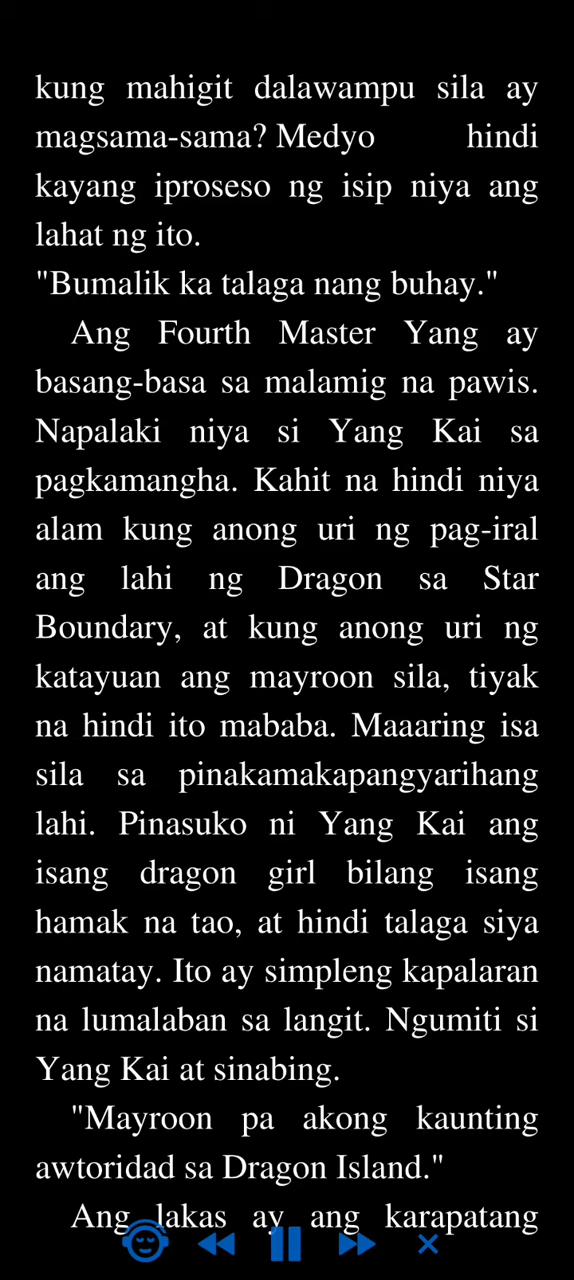 kung mahigit dalawampu sila ay
magsama-sama? Medyo hindi
kayang iproseso ng isip niya ang
lahat ng ito.
"Bumalik ka talaga nang buhay."
Ang Fourth Master Yang ay
basang-basa sa malamig na pawis.
Napalaki niya si Yang Kai sa
pagkamangha. Kahit na hindi niya
alam kung anong uri ng pag-iral
ang lahi ng Dragon sa Star
Boundary, at kung anong uri ng
katayuan ang mayroon sila, tiyak
na hindi ito mababa. Maaaring isa
sila sa pinakamakapangyarihang
lahi. Pinasuko ni Yang Kai ang
isang dragon girl bilang isang
hamak na tao, at hindi talaga siya
namatay. Ito ay simpleng kapalaran
na lumalaban sa langit. Ngumiti si
Yang Kai at sinabing.
"Mayroon pa akong kaunting
awtoridad sa Dragon Island."
Ang lakas ay ang karapatang